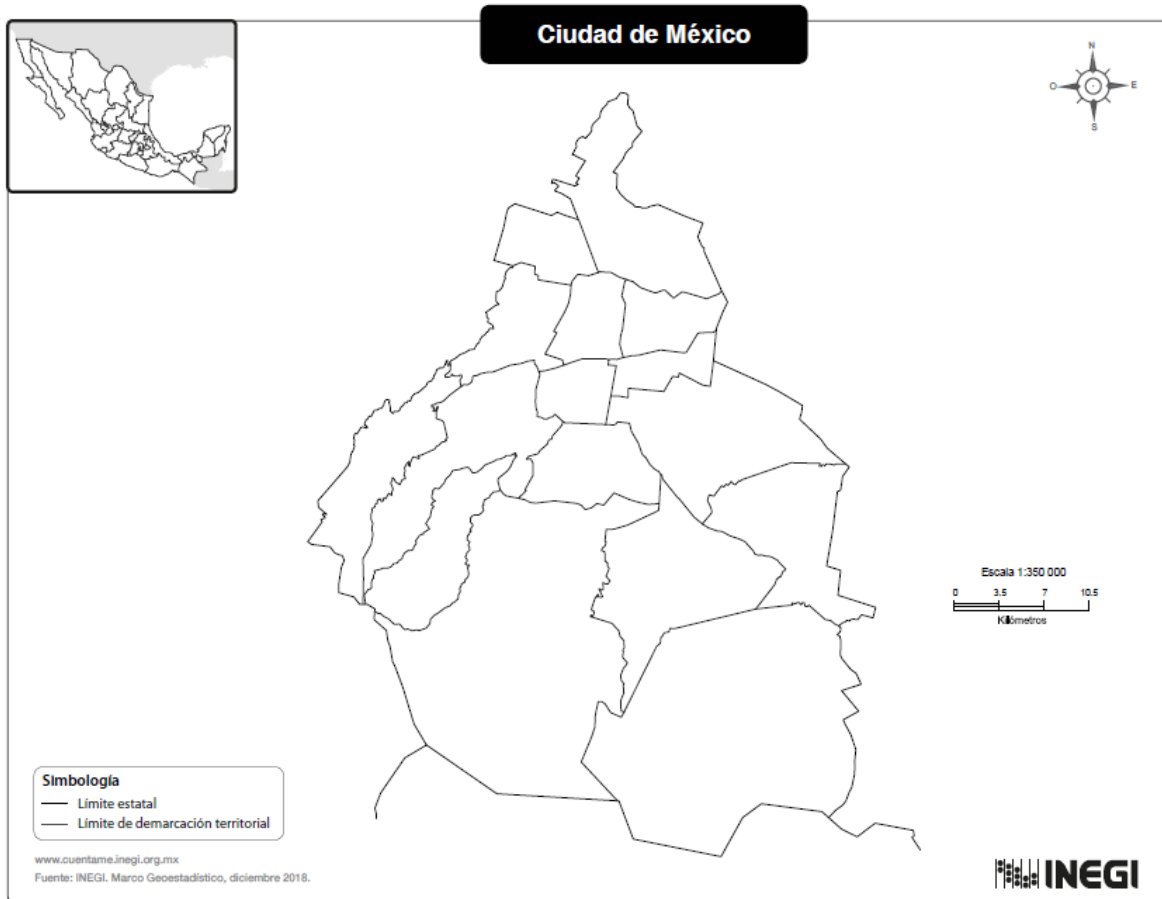 Ciudad de México
N
O
E
S
Escala 1:350 000
0 3.5 7 10.5
Kilómetros
Simbología
Límite estatal
Límite de demarcación territorial
www.cuentame.inegi.org.mx
Fuente: INEGI. Marco Geoestadístico, diciembre 2018.
INEGI